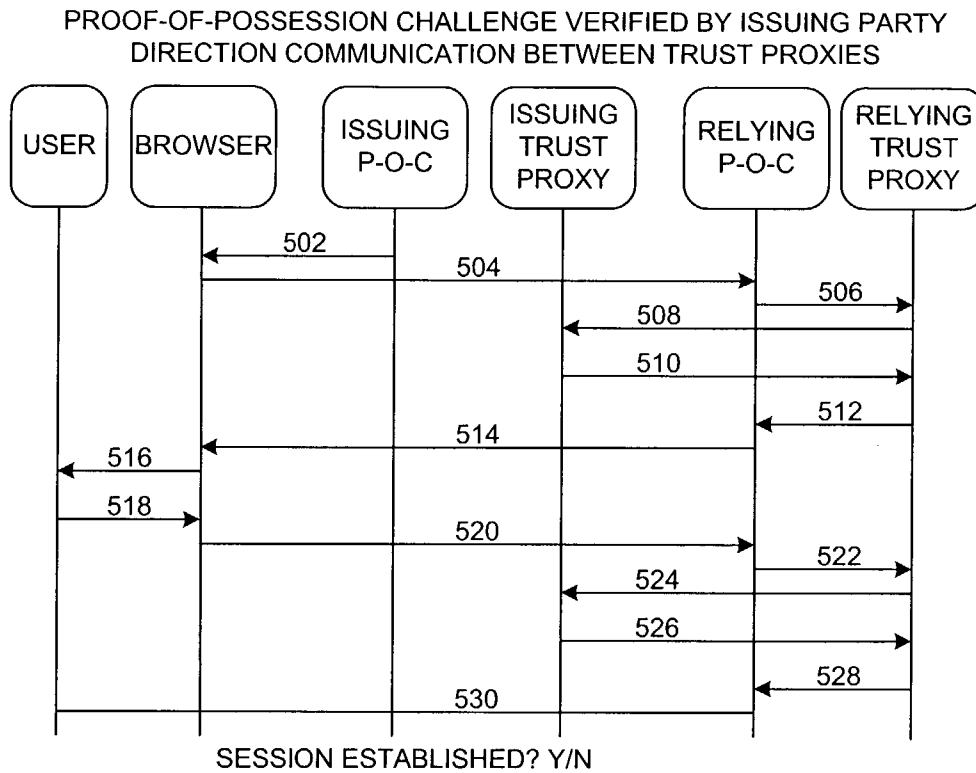 PROOF-OF-POSSESSION CHALLENGE VERIFIED BY ISSUING PARTY
DIRECTION COMMUNICATION BETWEEN TRUST PROXIES
USER
BROWSER
ISSUING
P-O-C
ISSUING
TRUST
PROXY
RELYING
P-O-C
RELYING
TRUST
PROXY
502
504
506
508
510
512
514
516
518
520
522
524
526
528
530
SESSION ESTABLISHED? Y/N